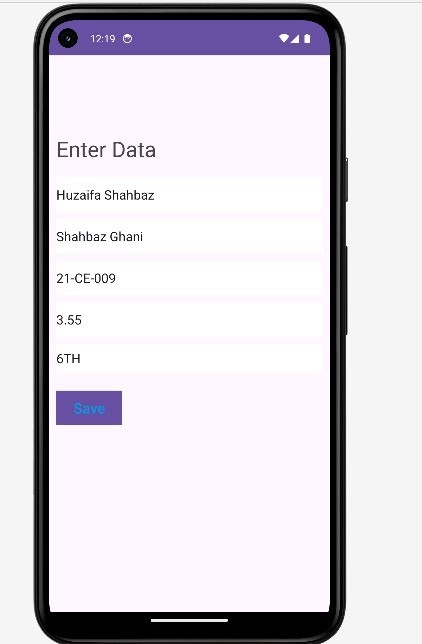 12:19
Enter Data
Huzaifa Shahbaz
Shahbaz Ghani
21-CE-009
3.55
6TH
Save